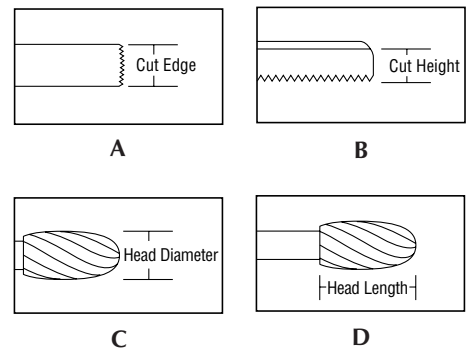 Cut Edge
A
Cut Height
B
Head Diameter
C
Head Length
D